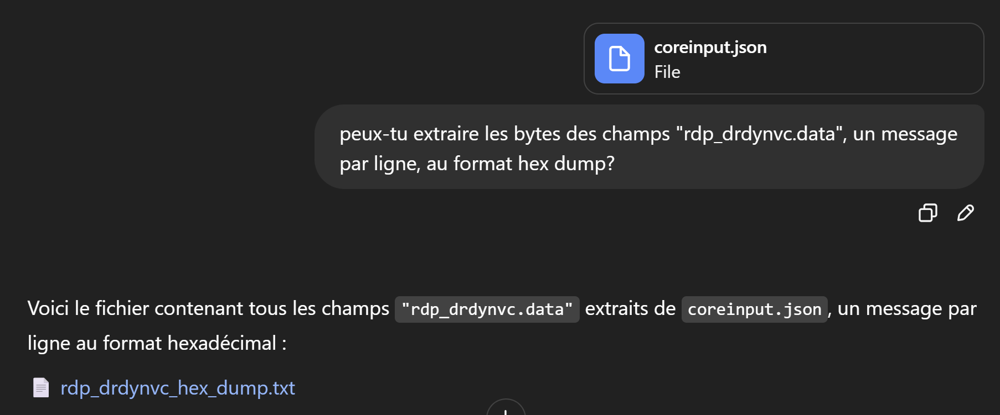 coreinput.json
File
peux-tu extraire les bytes des champs "rdp_drdynvc.data", un message
par ligne, au format hex dump?
Voici le fichier contenant tous les champs "rdp_drdynvc.data" extraits de coreinput.json, un message par
ligne au format hexadécimal :
rdp_drdynvc_hex_dump.txt